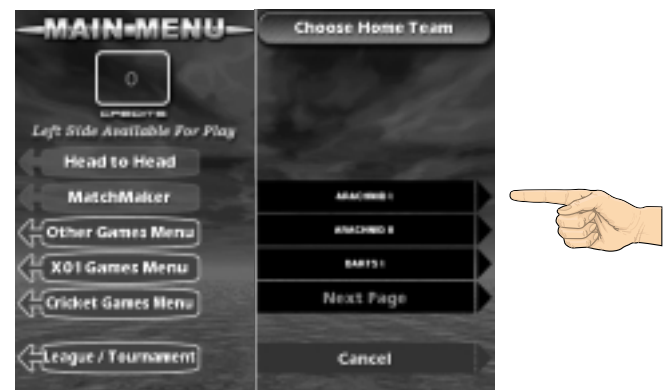 MAIN MENU
0
CREDITS
Left Side Available For Play
Head to Head
MatchMaker
Other Games Menu
X01 Games Menu
Cricket Games Menu
League / Tournament
Choose Home Team
ARACHNID I
ARACHNID II
DARTS I
Next Page
Cancel